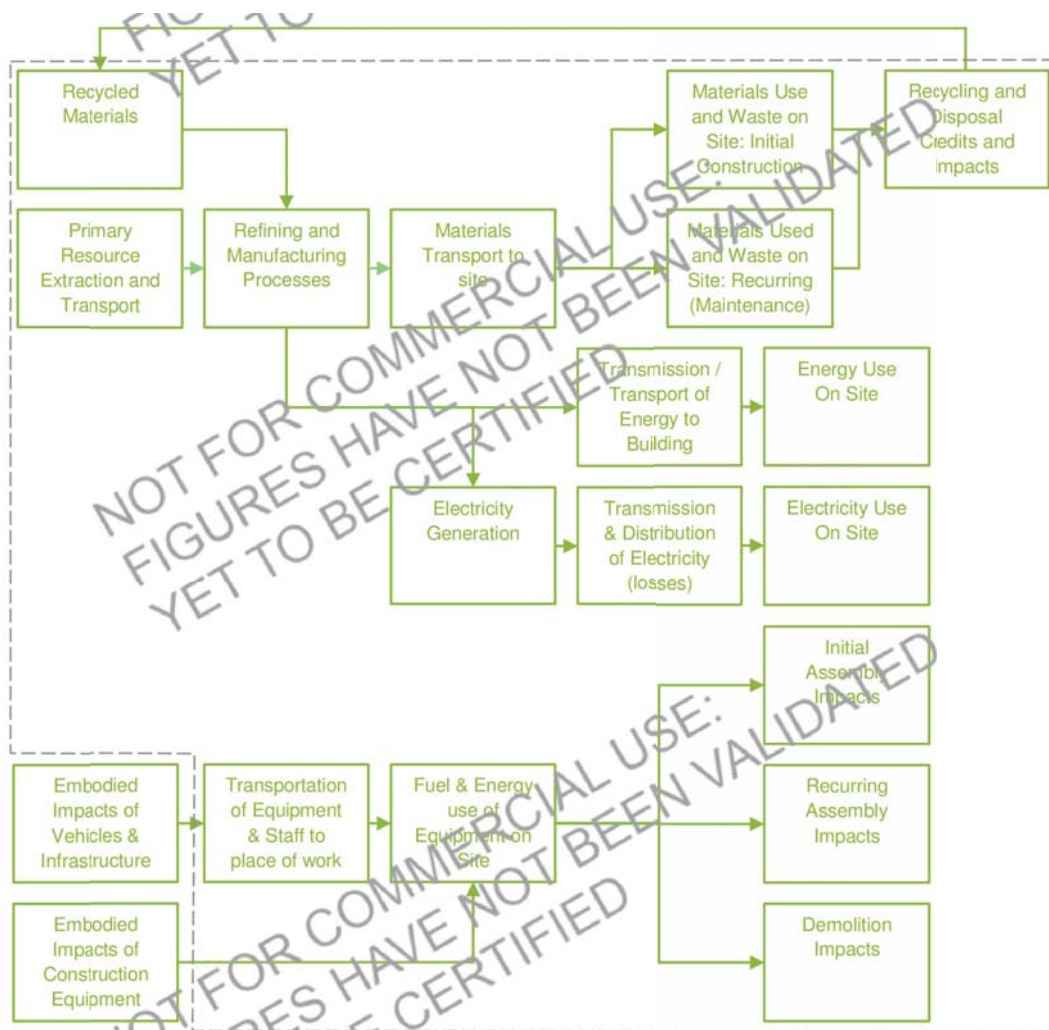 FIG
YET TO
Recycled
Materials
Materials Use
and Waste on
Site: Initial
Construction
Recycling and
Disposal
Credits and
Impacts
Primary
Resource
Extraction and
Transport
Refining and
Manufacturing
Processes
Materials
Transport to
site
Materials Used
and Waste on
Site: Recurring
(Maintenance)
Transmission /
Transport of
Energy to
Building
Energy Use
On Site
Electricity
Generation
Transmission
& Distribution
of Electricity
(losses)
Electricity Use
On Site
NOT FOR COMMERCIAL USE:
FIGURES HAVE NOT BEEN VALIDATED
YET TO BE CERTIFIED
Initial
Assembly
Impacts
Embodied
Impacts of
Vehicles &
Infrastructure
Transportation
of Equipment
& Staff to
place of work
Fuel & Energy
use of
Equipment on
Site
Recurring
Assembly
Impacts
Embodied
Impacts of
Construction
Equipment
Demolition
Impacts
NOT FOR COMMERCIAL USE:
URES HAVE NOT BEEN VALIDATED
BE CERTIFIED